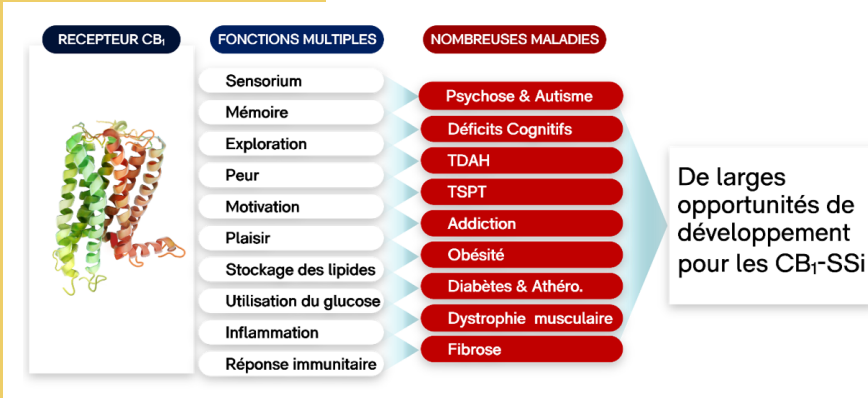 RECEPTEUR CB₁
FONCTIONS MULTIPLES
NOMBREUSES MALADIES
Sensorium
Mémoire
Exploration
Peur
Motivation
Plaisir
Stockage des lipides
Utilisation du glucose
Inflammation
Réponse immunitaire
Psychose & Autisme
Déficits Cognitifs
TDAH
TSPT
Addiction
Obésité
Diabètes & Athéro.
Dystrophie musculaire
Fibrose
De larges
opportunités de
développement
pour les CB₁-SSi